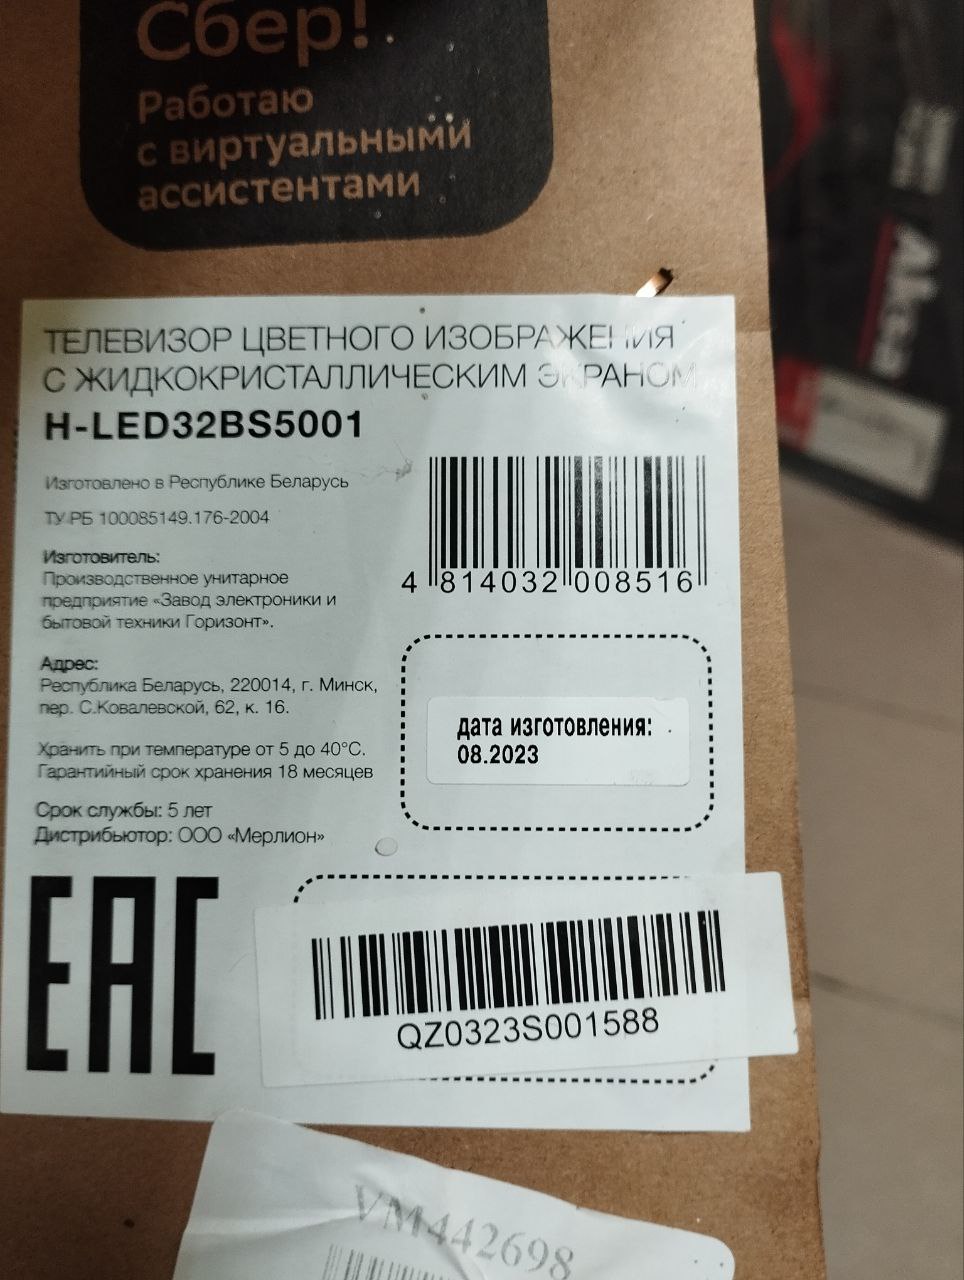 Сбер!
Работаю
с виртуальными
ассистентами
ТЕЛЕВИЗОР ЦВЕТНОГО ИЗОБРАЖЕНИЯ
С ЖИДКОКРИСТАЛЛИЧЕСКИМ ЭКРАНОМ
H-LED32BS5001
Изготовлено в Республике Беларусь
ТУ РБ 100085149.176-2004
Изготовитель:
Производственное унитарное
предприятие «Завод электроники и
бытовой техники Горизонт».
Адрес:
Республика Беларусь, 220014, г. Минск,
пер. С.Ковалевской, 62, к. 16.
Хранить при температуре от 5 до 40°С.
Гарантийный срок хранения 18 месяцев
Срок службы: 5 лет
Дистрибьютор: ООО «Мерлион»
4 814032 008516
дата изготовления:
08.2023
EAC
QZ0323S001588
VM442698